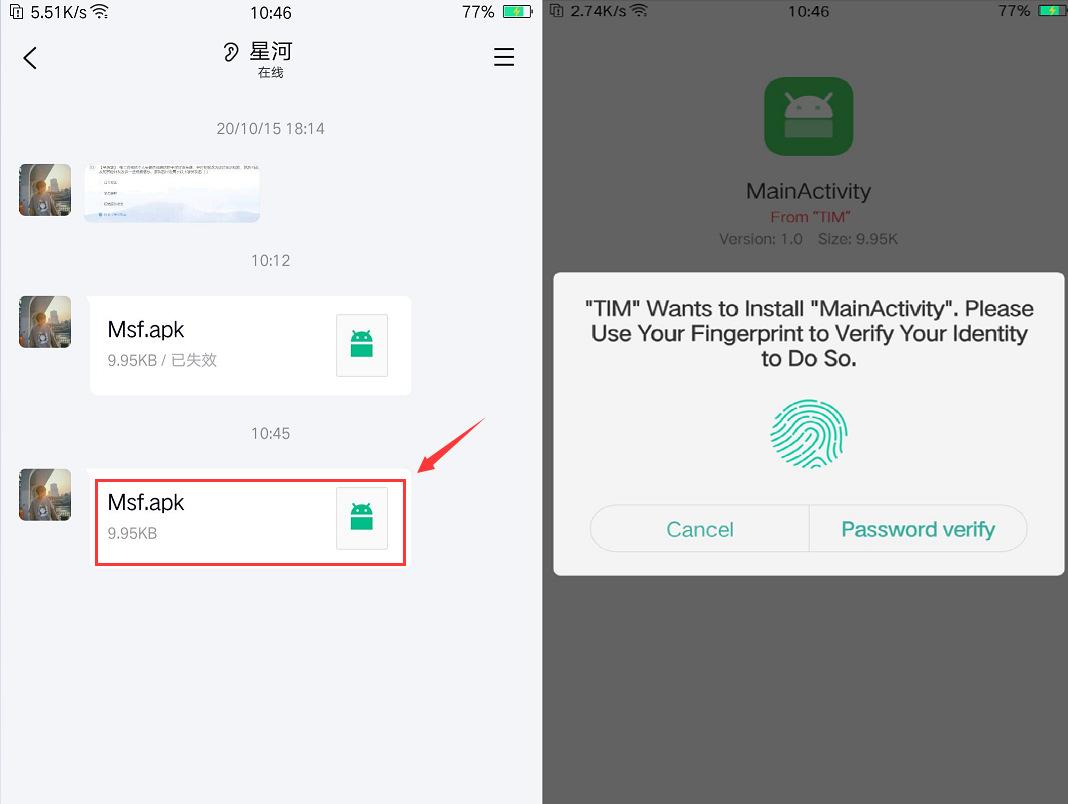 5.51K/s
10:46
77%
星河
在线
20/10/15 18:14
10:12
Msf.apk
9.95KB / 已失效
10:45
Msf.apk
9.95KB
2.74K/s
10:46
77%
MainActivity
From "TIM"
Version: 1.0 Size: 9.95K
"TIM" Wants to Install "MainActivity". Please
Use Your Fingerprint to Verify Your Identity
to Do So.
Cancel
Password verify